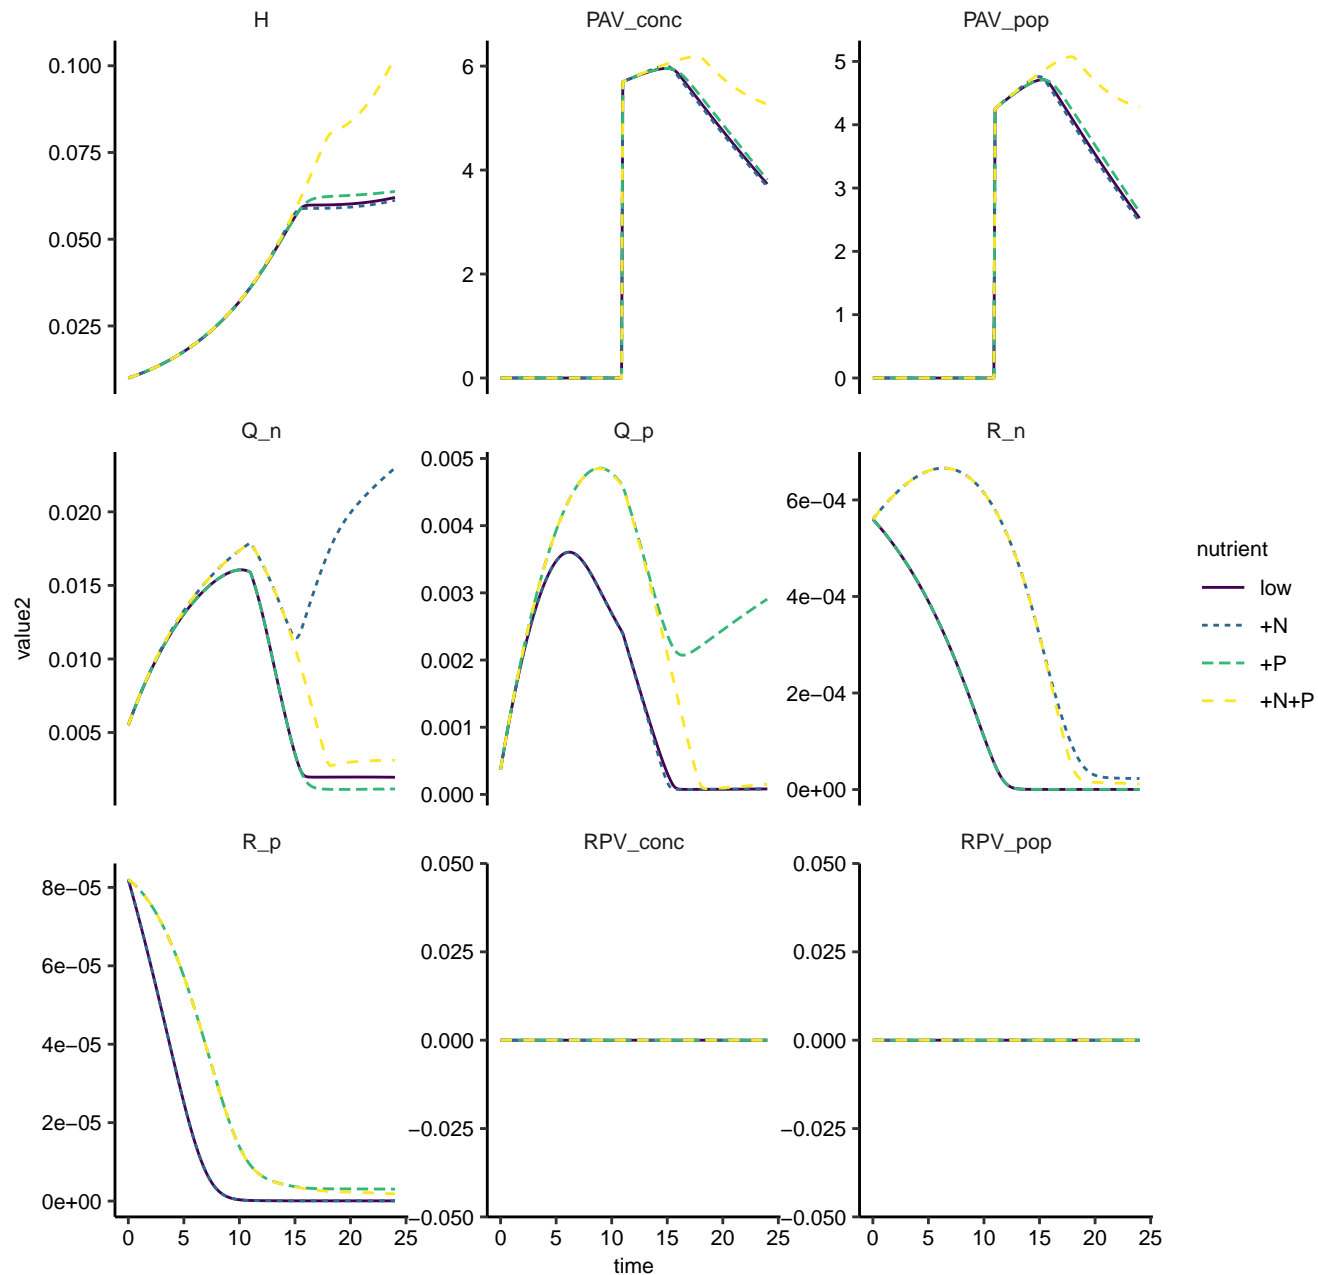 H
PAV_conc
PAV_pop
0.100
0.075
0.050
0.025
6
4
2
0
5
4
3
2
1
0
Q_n
Q_p
R_n
0.020
0.015
0.010
0.005
0.005
0.004
0.003
0.002
0.001
0.000
6e−04
4e−04
2e−04
0e+00
R_p
RPV_conc
RPV_pop
8e−05
6e−05
4e−05
2e−05
0e+00
0.050
0.025
0.000
−0.025
−0.050
0.050
0.025
0.000
−0.025
−0.050
0 5 10 15 20 25
0 5 10 15 20 25
0 5 10 15 20 25
time
value2
nutrient
low
+N
+P
+N+P